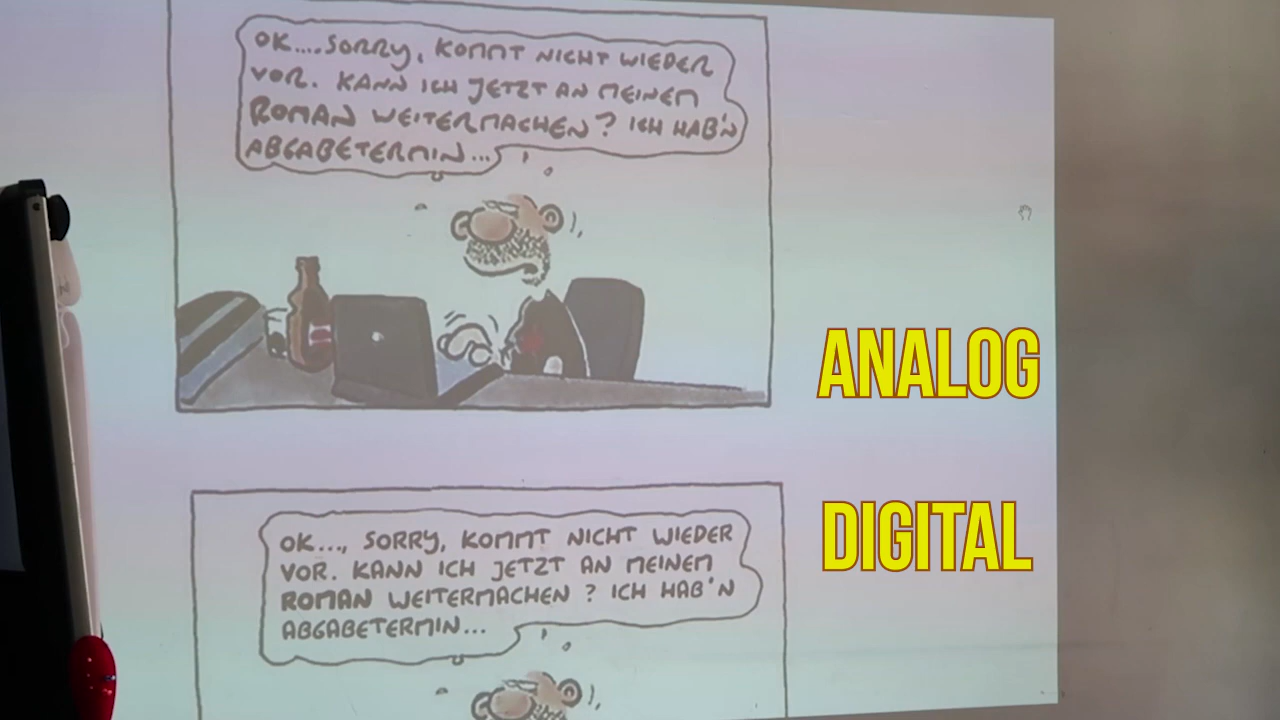 OK....SORRY, KOMMT NICHT WIEDER
VOR. KANN ICH JETZT AN MEINEM
ROMAN WEITERMACHEN? ICH HAB'N
ABGABETERMIN...
ANALOG
OK..., SORRY, KOMMT NICHT WIEDER
VOR. KANN ICH JETZT AN MEINEM
ROMAN WEITERMACHEN? ICH HAB'N
ABGABETERMIN...
DIGITAL